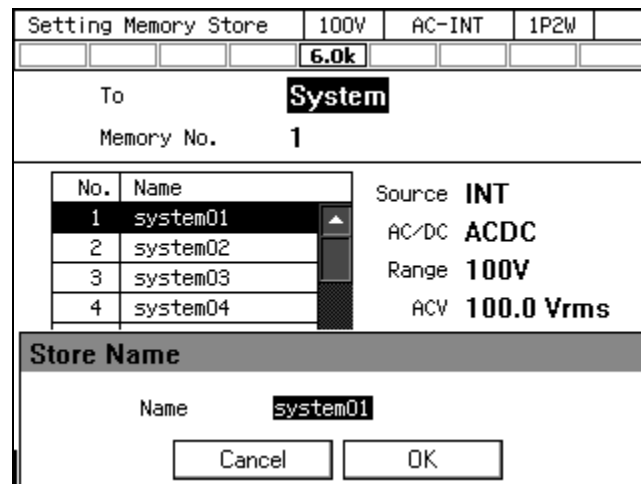 Setting Memory Store 100V AC-INT 1P2W
6.0k
To System
Memory No. 1
No. Name
1 system01
2 system02
3 system03
4 system04
Source INT
AC/DC ACDC
Range 100V
ACV 100.0 Vrms
Store Name
Name system01
Cancel OK